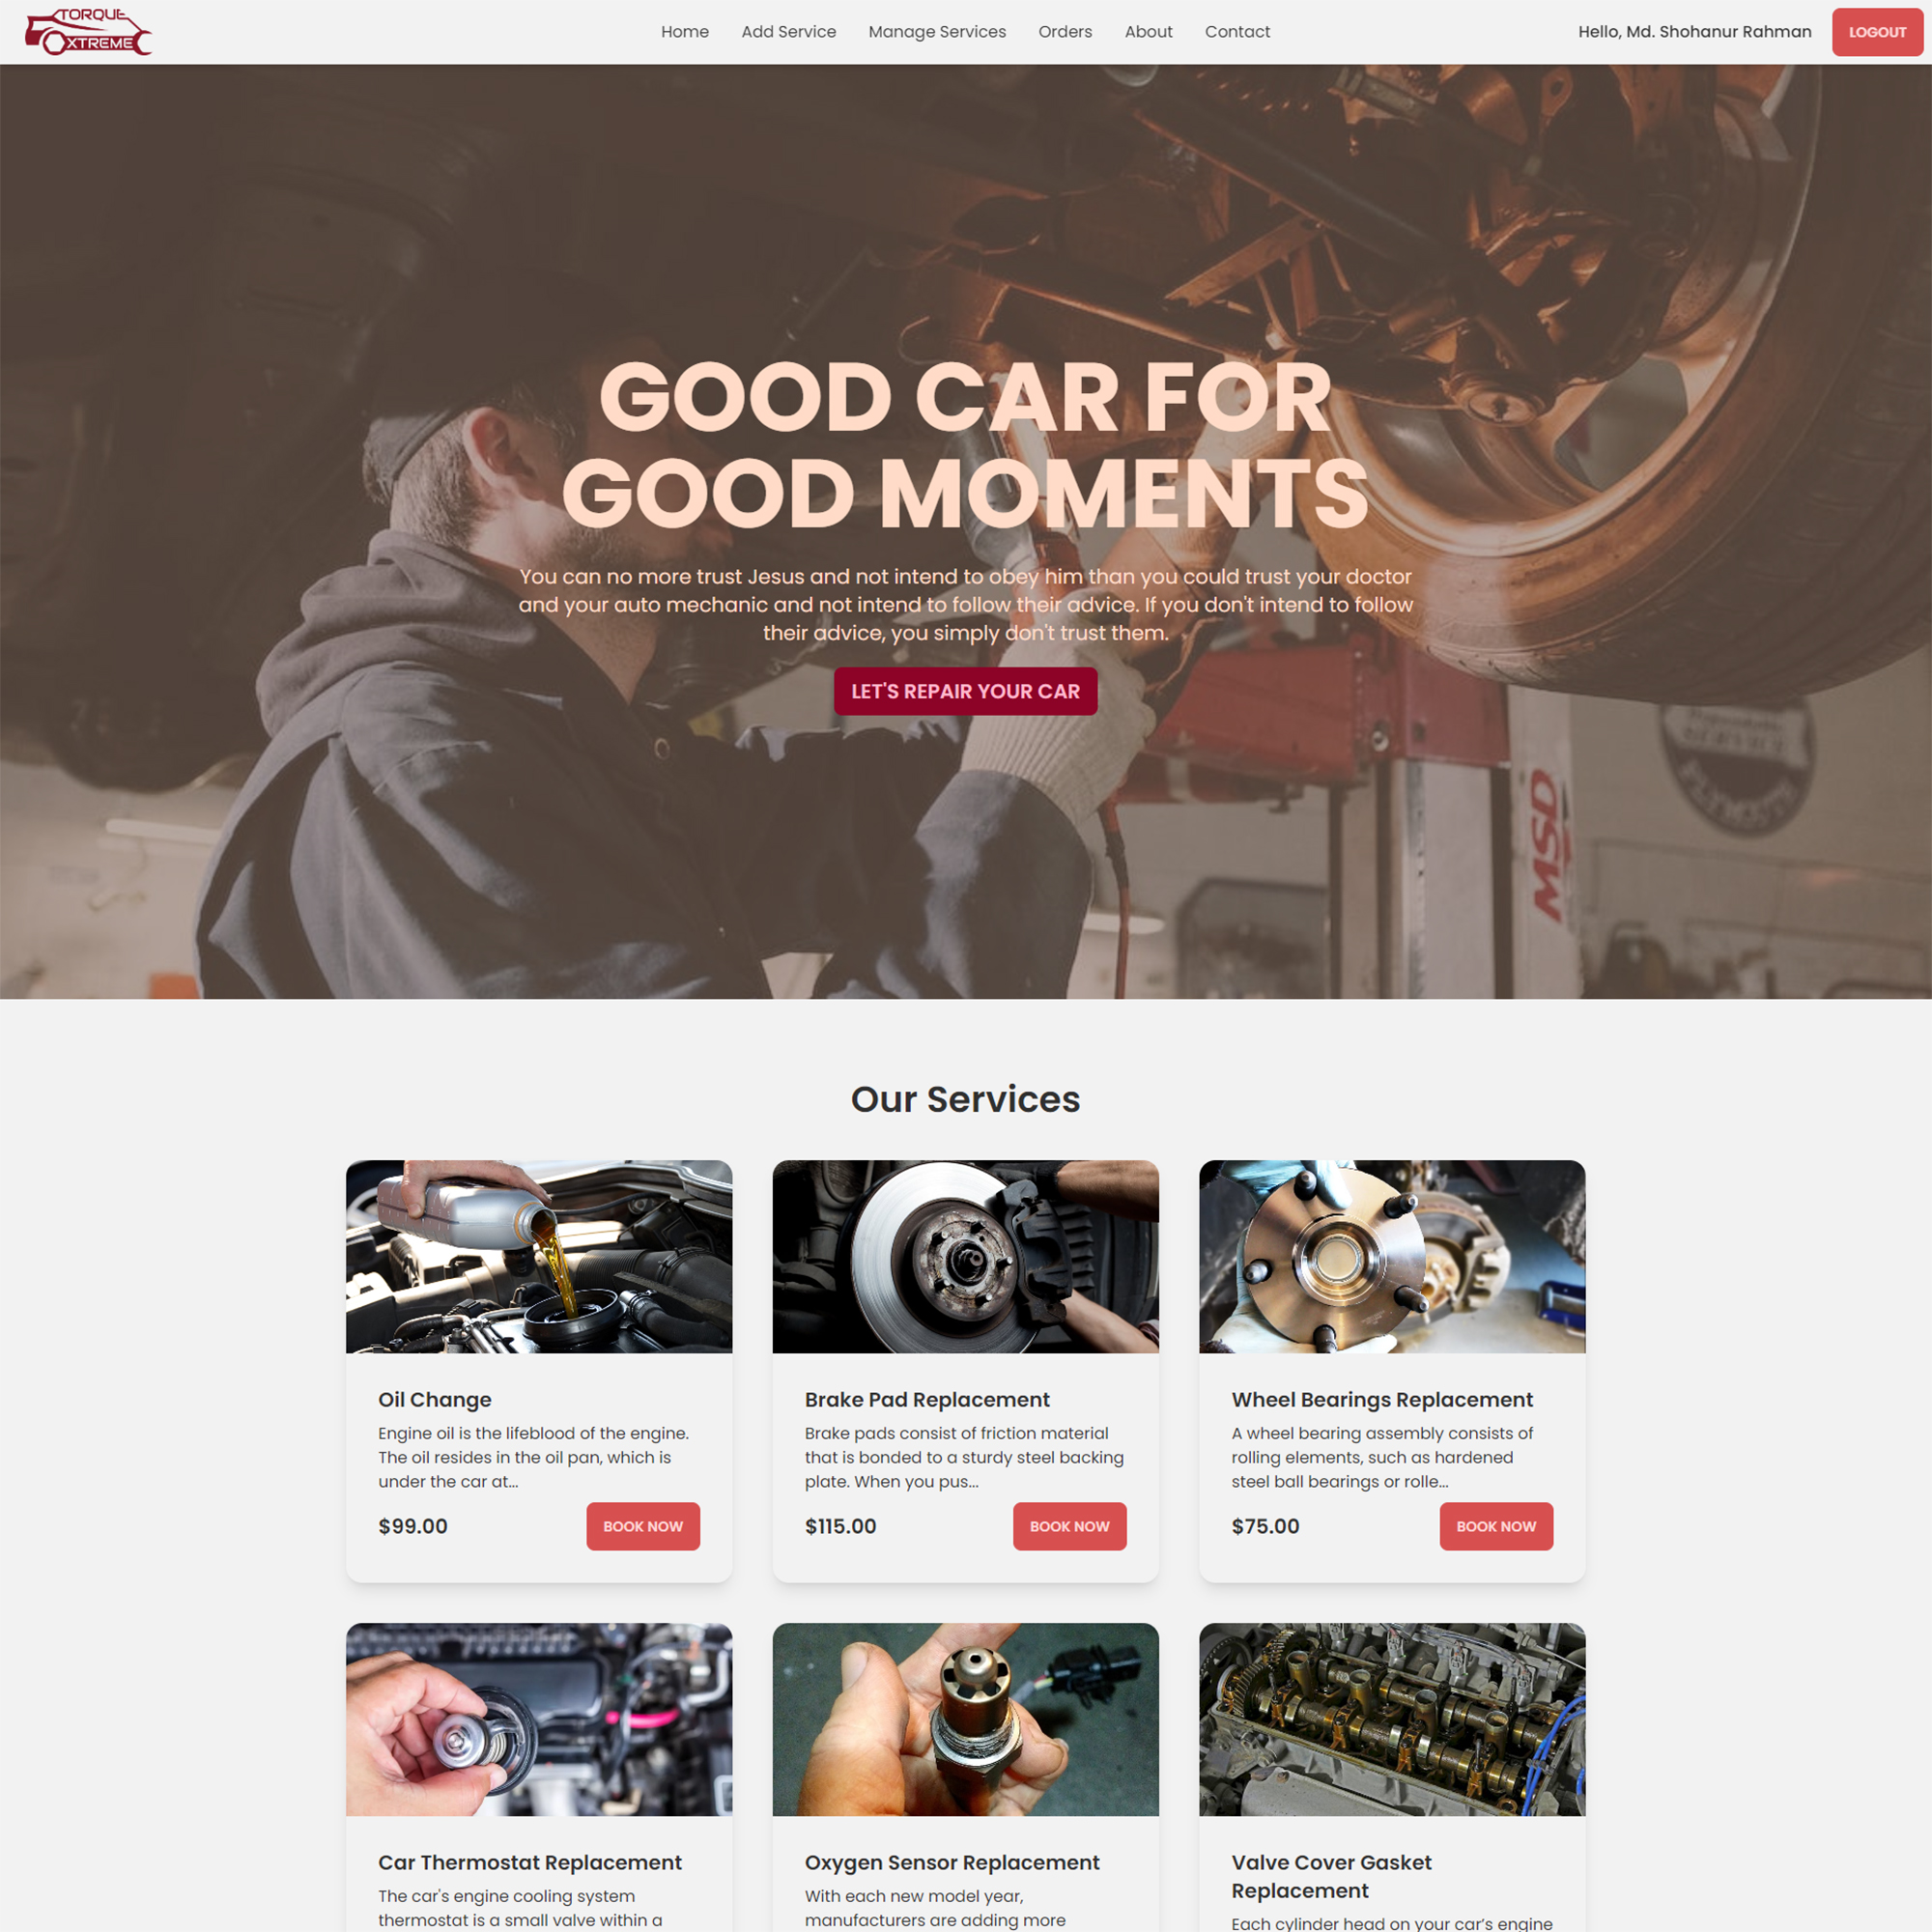 TORQUE
XTREME
Home Add Service Manage Services Orders About Contact
Hello, Md. Shohanur Rahman LOGOUT
GOOD CAR FOR
GOOD MOMENTS
You can no more trust Jesus and not intend to obey him than you could trust your doctor
and your auto mechanic and not intend to follow their advice. If you don't intend to follow
their advice, you simply don't trust them.
LET'S REPAIR YOUR CAR
MSD
PLYMOUTH
Our Services
Oil Change
Engine oil is the lifeblood of the engine.
The oil resides in the oil pan, which is
under the car at...
$99.00 BOOK NOW
Brake Pad Replacement
Brake pads consist of friction material
that is bonded to a sturdy steel backing
plate. When you pus...
$115.00 BOOK NOW
Wheel Bearings Replacement
A wheel bearing assembly consists of
rolling elements, such as hardened
steel ball bearings or rolle...
$75.00 BOOK NOW
Car Thermostat Replacement
The car's engine cooling system
thermostat is a small valve within a
Oxygen Sensor Replacement
With each new model year,
manufacturers are adding more
Valve Cover Gasket
Replacement
Each cylinder head on your car’s engine